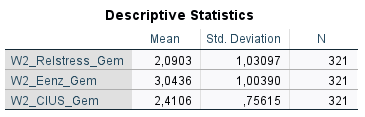 Descriptive Statistics
Mean Std. Deviation N
W2_Relstress_Gem 2,0903 1,03097 321
W2_Eenz_Gem 3,0436 1,00390 321
W2_CIUS_Gem 2,4106 ,75615 321